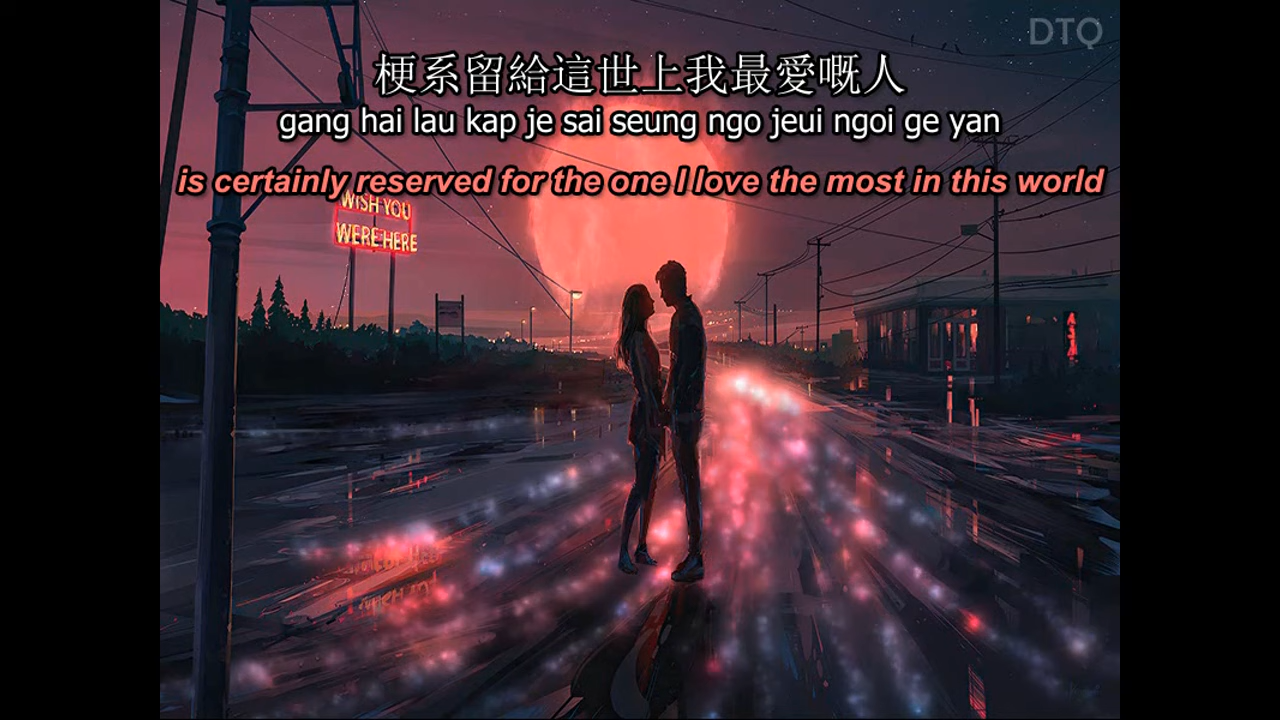 DTQ
梗系留給這世上我最愛嘅人
gang hai lau kap je sai seung ngo jeui ngoi ge yan
is certainly reserved for the one I love the most in this world
WISH YOU
WERE HERE